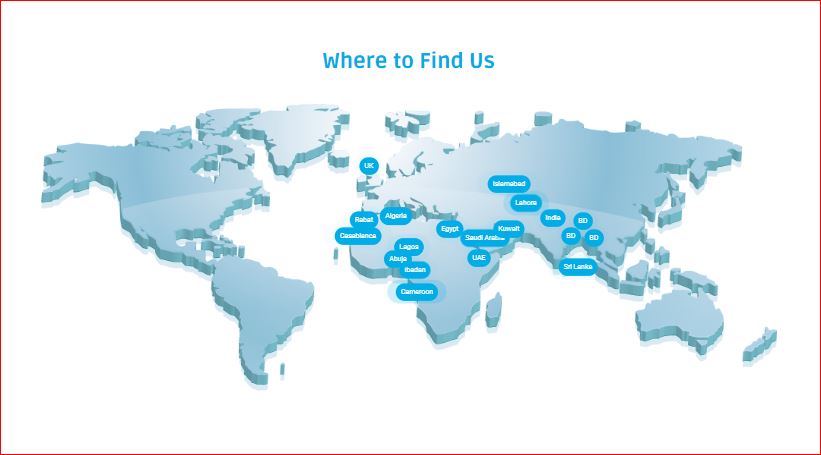 Where to Find Us
UK
Islamabad
Lahore
Rabat
Algeria
India
BD
Casablanca
Egypt
Saudi Arabia
Kuwait
BD
BD
Lagos
Abuja
UAE
Ibadan
Sri Lanka
Cameroon